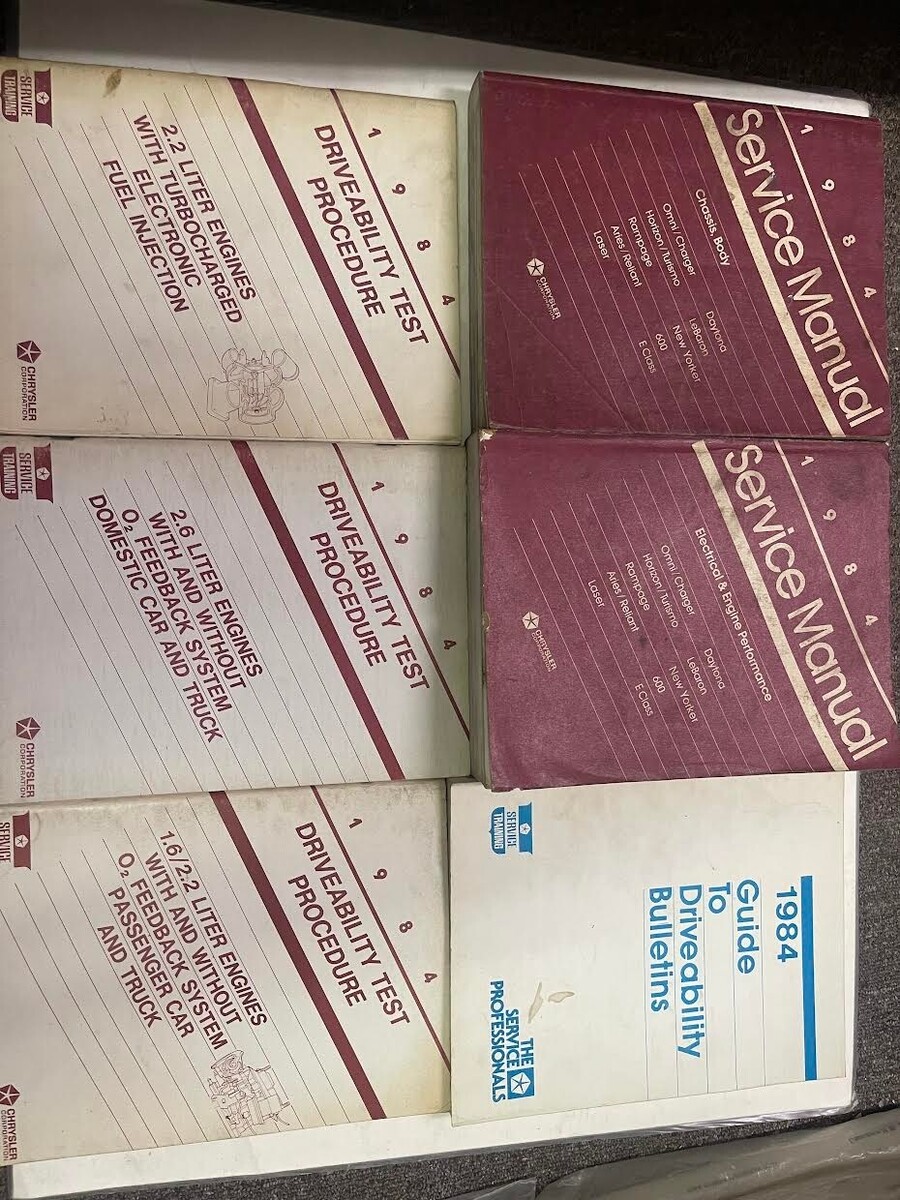 1 9 8 4
Service Manual
Chassis, Body
Omni/Charger
Horizon/Turismo
Rampage
Aries/Reliant
Laser
Daytona
LeBaron
New Yorker
600
E Class
CHRYSLER
CORPORATION
1 9 8 4
Service Manual
Electrical & Engine Performance
Omni/Charger
Horizon/Turismo
Rampage
Aries/Reliant
Laser
Daytona
LeBaron
New Yorker
600
E Class
CHRYSLER
CORPORATION
1984
Guide
To
Driveability
Bulletins
SERVICE
TRAINING
THE
SERVICE
PROFESSIONALS
1 9 8 4
DRIVEABILITY TEST
PROCEDURE
2.2 LITER ENGINES
WITH TURBOCHARGED
ELECTRONIC
FUEL INJECTION
SERVICE
TRAINING
CHRYSLER
CORPORATION
1 9 8 4
DRIVEABILITY TEST
PROCEDURE
2.6 LITER ENGINES
WITH AND WITHOUT
O₂ FEEDBACK SYSTEM
DOMESTIC CAR AND TRUCK
SERVICE
TRAINING
CHRYSLER
CORPORATION
1 9 8 4
DRIVEABILITY TEST
PROCEDURE
1.6/2.2 LITER ENGINES
WITH AND WITHOUT
O₂ FEEDBACK SYSTEM
PASSENGER CAR
AND TRUCK
SERVICE
CHRYSLER
CORPORATION